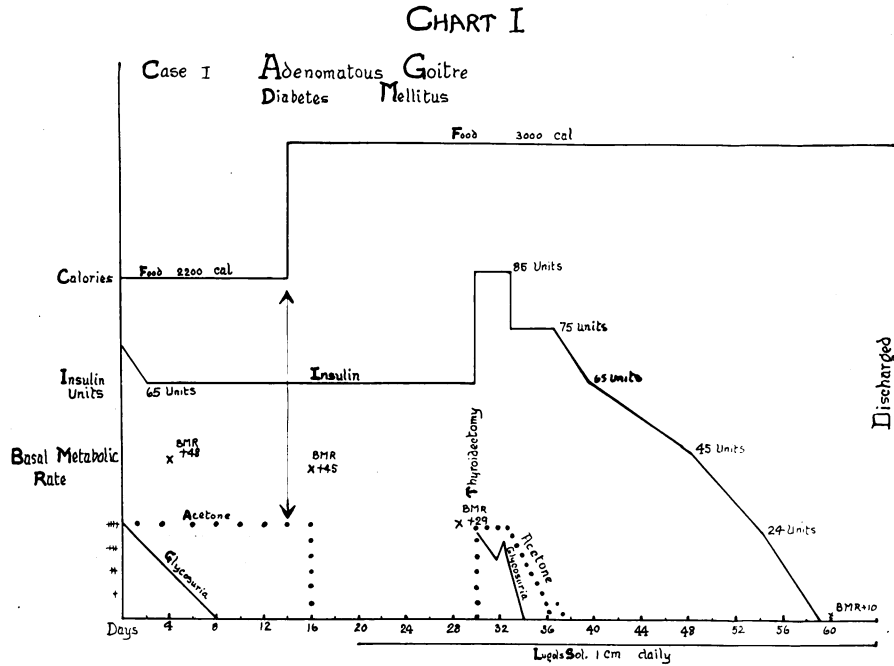 CHART I
Case I Adenomatous Goitre
Diabetes Mellitus
Food 3000 cal
Calories
Food 2200 cal
85 Units
75 Units
Insulin
Units
65 Units
Insulin
65 Units
Discharged
Basal Metabolic
Rate
BMR
+48
BMR
+45
Thyroidectomy
45 Units
BMR
+29
Acetone
Glycosuria
Glycosuria
Acetone
24 Units
++++
+++
++
+
BMR+10
Days 4 8 12 16 20 24 28 32 36 40 44 48 52 56 60
Lugols Sol. 1 cm daily